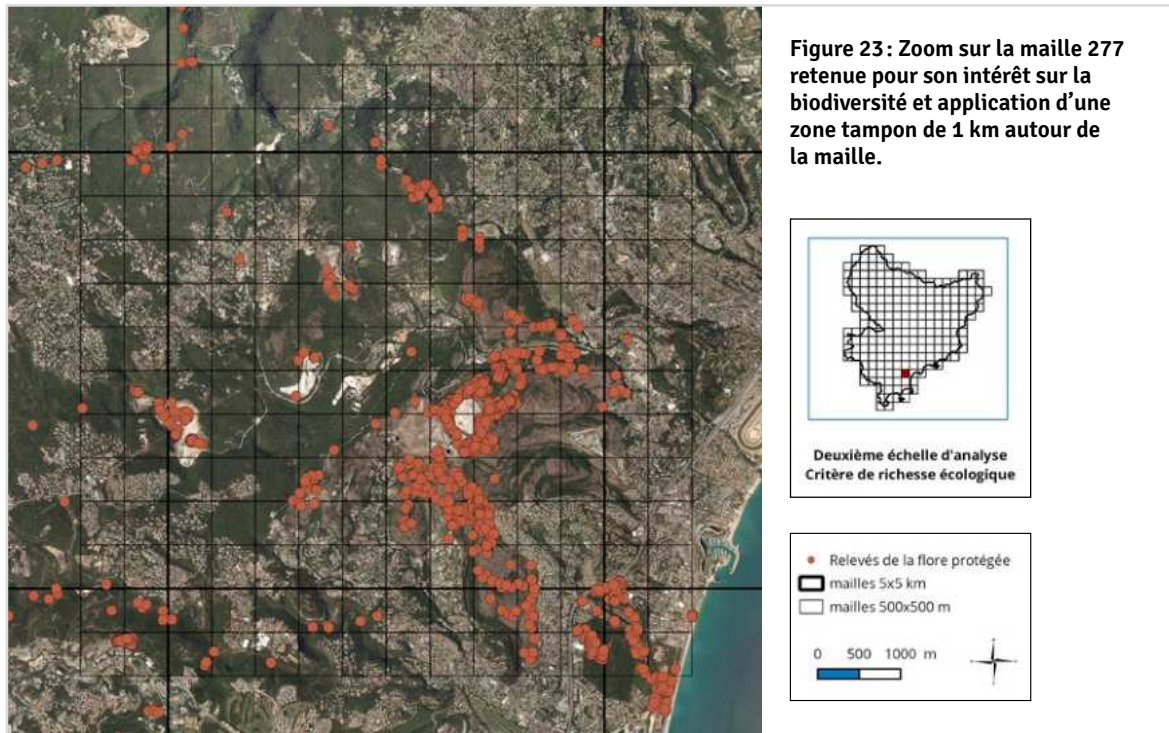 Figure 23 : Zoom sur la maille 277
retenue pour son intérêt sur la
biodiversité et application d’une
zone tampon de 1 km autour de
la maille.
Deuxième échelle d'analyse
Critère de richesse écologique
Relevés de la flore protégée
mailles 5x5 km
mailles 500x500 m
0 500 1000 m